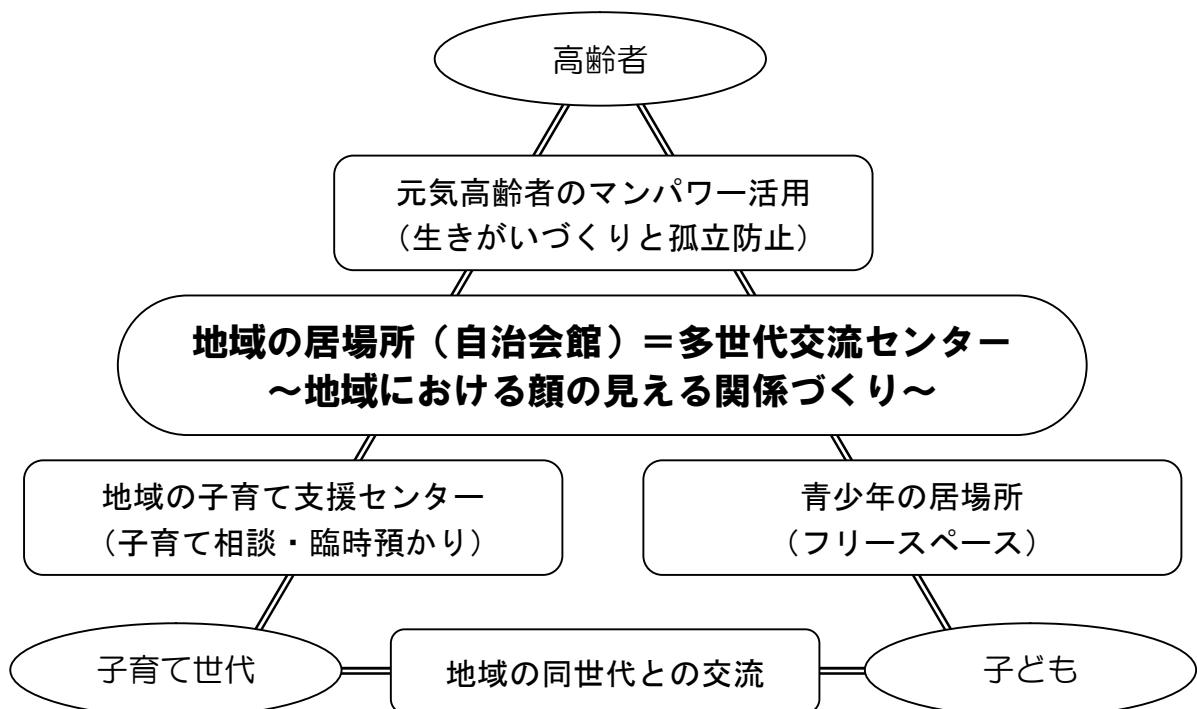 高齢者
元気高齢者のマンパワー活用
（生きがいづくりと孤立防止）
地域の居場所（自治会館）＝多世代交流センター
～地域における顔の見える関係づくり～
地域の子育て支援センター
（子育て相談・臨時預かり）
青少年の居場所
（フリースペース）
子育て世代
地域の同世代との交流
子ども